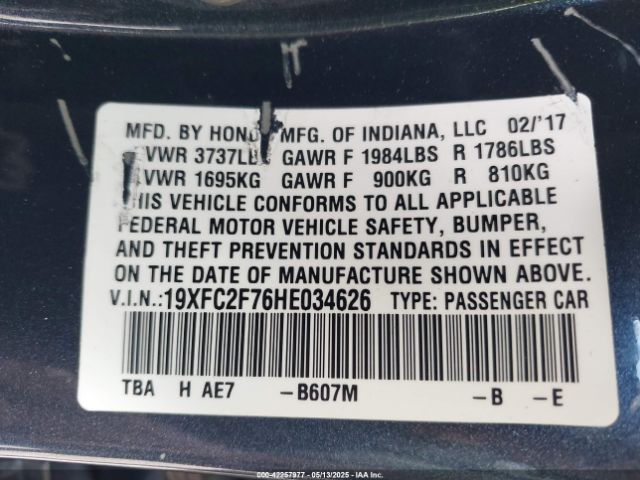 MFD. BY HOND MFG. OF INDIANA, LLC 02/'17
VWR 3737LB GAWR F 1984LBS R 1786LBS
VWR 1695KG GAWR F 900KG R 810KG
HIS VEHICLE CONFORMS TO ALL APPLICABLE
FEDERAL MOTOR VEHICLE SAFETY, BUMPER,
AND THEFT PREVENTION STANDARDS IN EFFECT
ON THE DATE OF MANUFACTURE SHOWN ABOVE.
V.I.N.:19XFC2F76HE034626 TYPE: PASSENGER CAR
TBA H AE7 -B607M -B -E
000-42257977 - 05/13/2025 - IAAI INC.